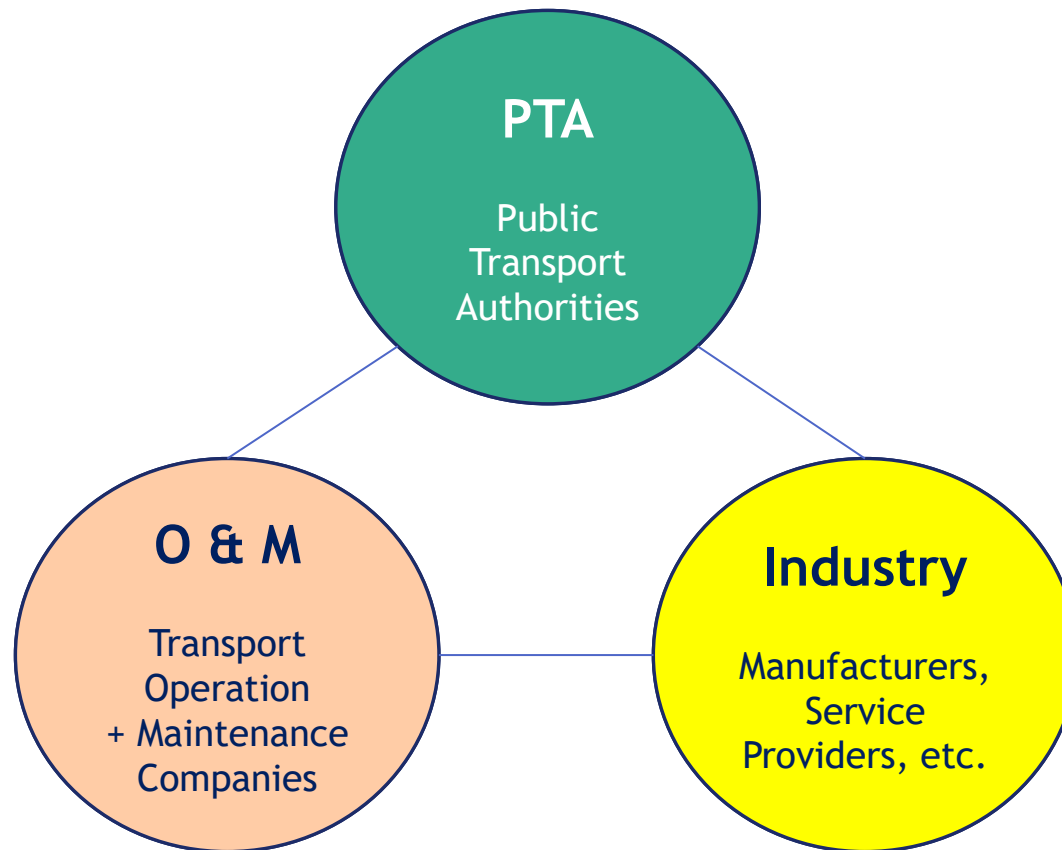 PTA
Public
Transport
Authorities
O & M
Transport
Operation
+ Maintenance
Companies
Industry
Manufacturers,
Service
Providers, etc.